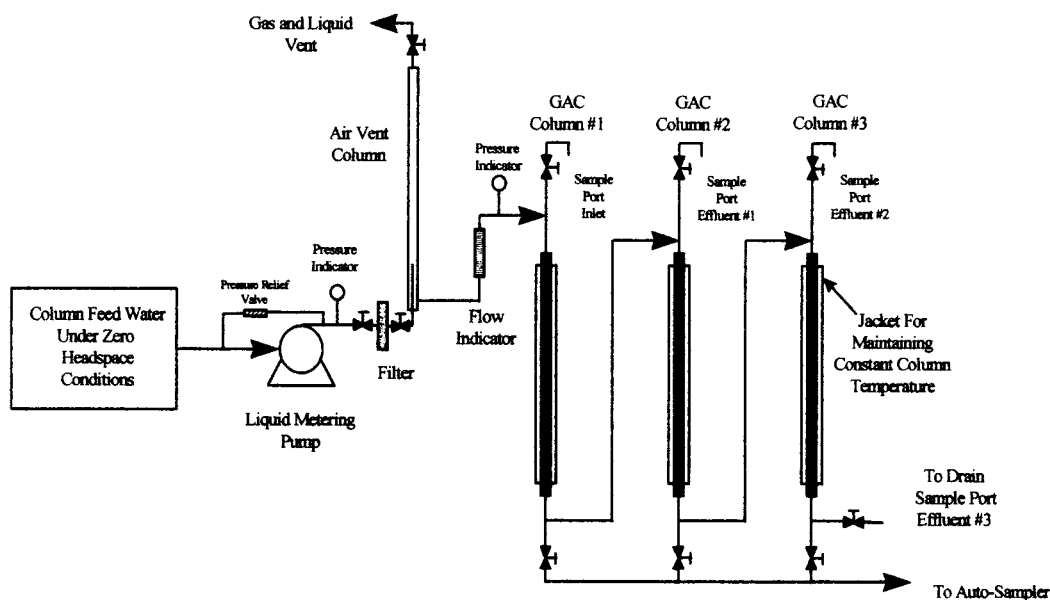 Gas and Liquid
Vent
Air Vent
Column
Pressure
Indicator
GAC
Column #1
GAC
Column #2
GAC
Column #3
Sample
Port
Inlet
Sample
Port
Effluent #1
Sample
Port
Effluent #2
Pressure
Indicator
Pressure Relief
Valve
Column Feed Water
Under Zero
Headspace
Conditions
Filter
Flow
Indicator
Liquid Metering
Pump
Jacket For
Maintaining
Constant Column
Temperature
To Drain
Sample Port
Effluent #3
To Auto-Sampler